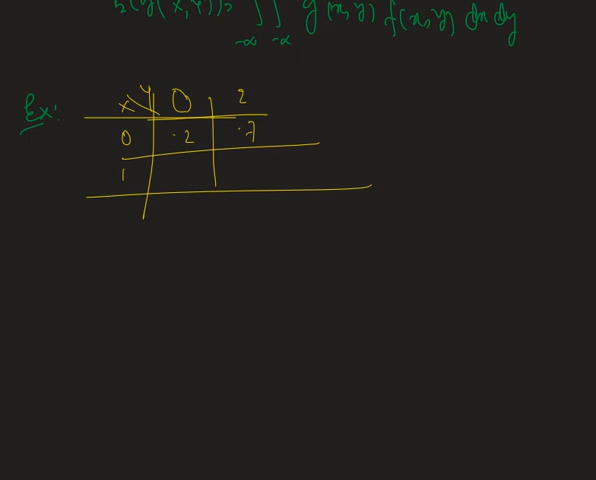 ∫∫ g(x,y) f(x,y) dx dy
-∞ -∞
Ex:
X Y 0 2
0 .2 .7
1